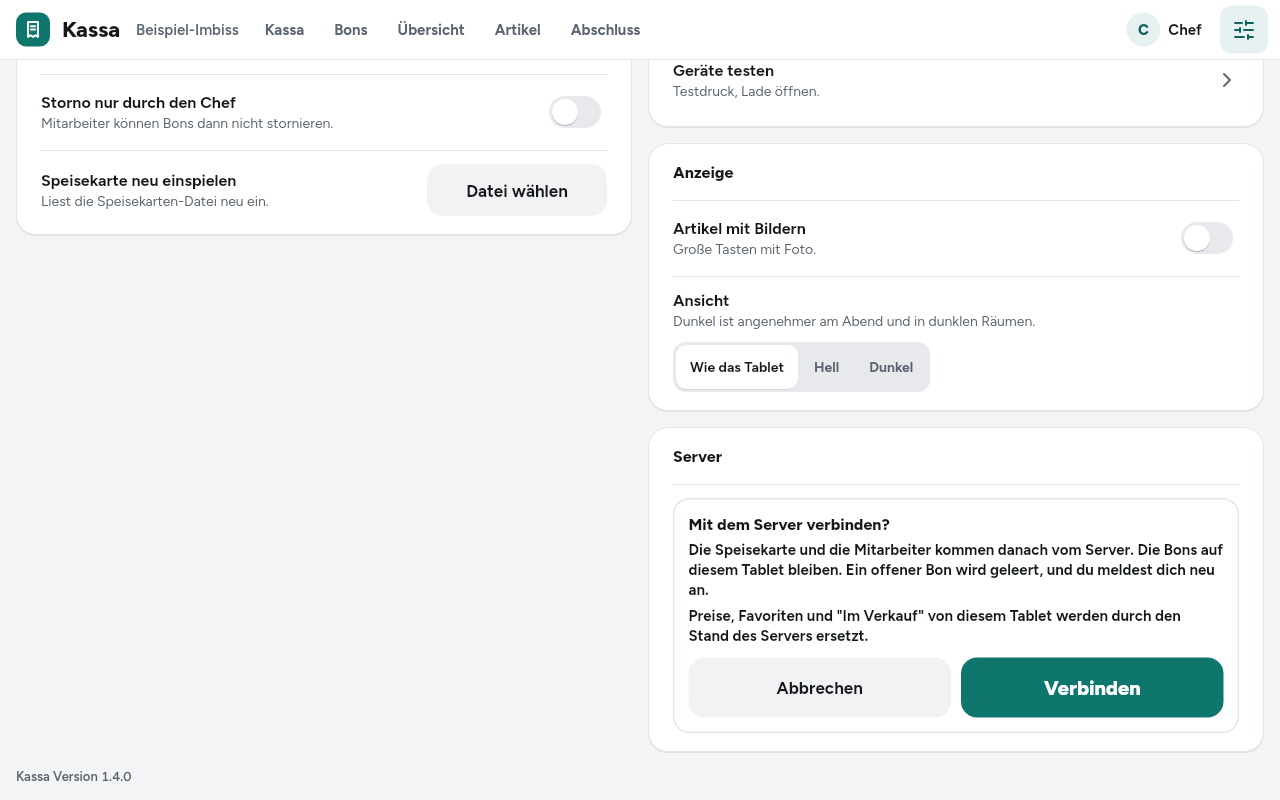 Kassa Beispiel-Imbiss Kassa Bons Übersicht Artikel Abschluss C Chef
Storno nur durch den Chef
Mitarbeiter können Bons dann nicht stornieren.
Speisekarte neu einspielen
Liest die Speisekarten-Datei neu ein.
Datei wählen
Geräte testen
Testdruck, Lade öffnen.
Anzeige
Artikel mit Bildern
Große Tasten mit Foto.
Ansicht
Dunkel ist angenehmer am Abend und in dunklen Räumen.
Wie das Tablet Hell Dunkel
Server
Mit dem Server verbinden?
Die Speisekarte und die Mitarbeiter kommen danach vom Server. Die Bons auf
diesem Tablet bleiben. Ein offener Bon wird geleert, und du meldest dich neu
an.
Preise, Favoriten und "Im Verkauf" von diesem Tablet werden durch den
Stand des Servers ersetzt.
Abbrechen Verbinden
Kassa Version 1.4.0